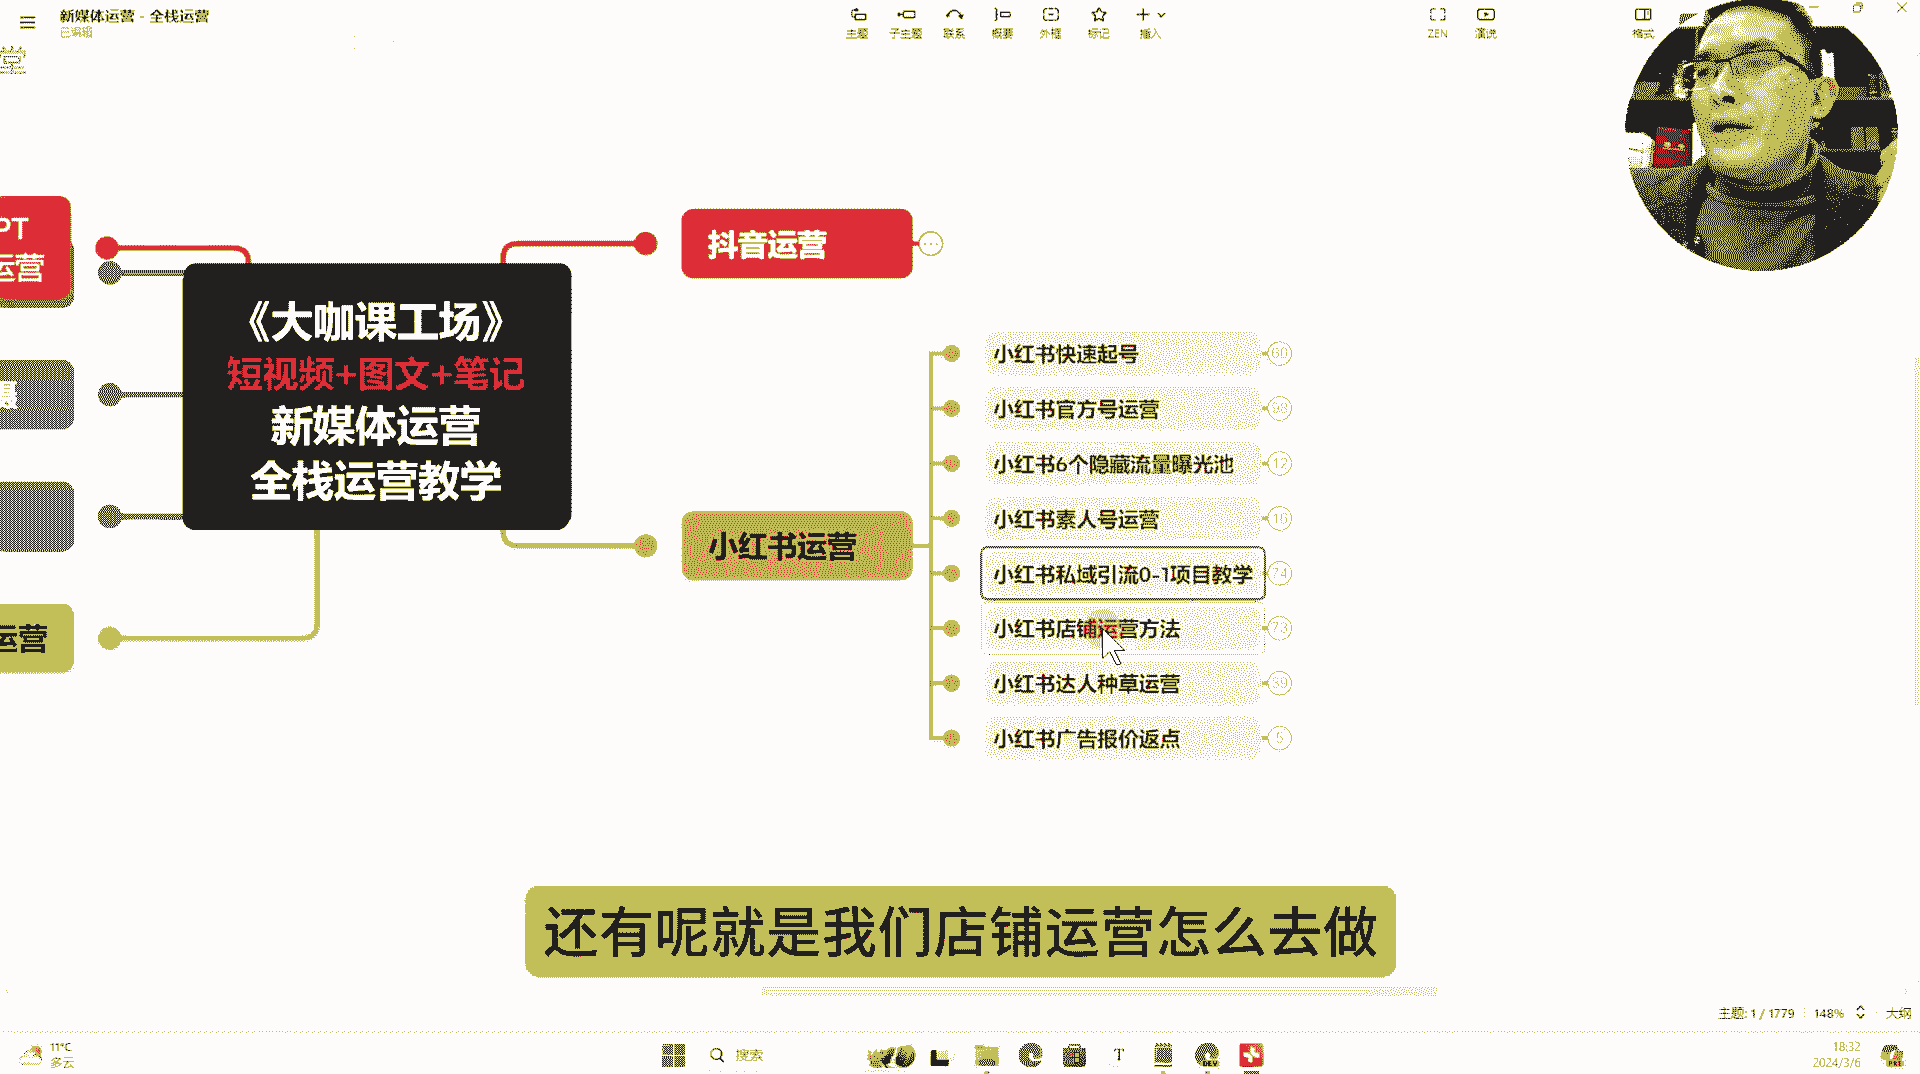 新媒体运营 - 全栈运营
已编辑
主题
子主题
联系
概要
外框
标记
插入
ZEN
演说
格式
堂
PT
运营
《大咖课工场》
短视频+图文+笔记
新媒体运营
全栈运营教学
运营
抖音运营
小红书运营
小红书快速起号
60
小红书官方号运营
98
小红书6个隐藏流量曝光池
12
小红书素人号运营
16
小红书私域引流0-1项目教学
74
小红书店铺运营方法
73
小红书达人种草运营
39
小红书广告报价返点
5
还有呢就是我们店铺运营怎么去做
主题: 1 / 1779
148%
大纲
11°C
多云
搜索
18:32
2024/3/6